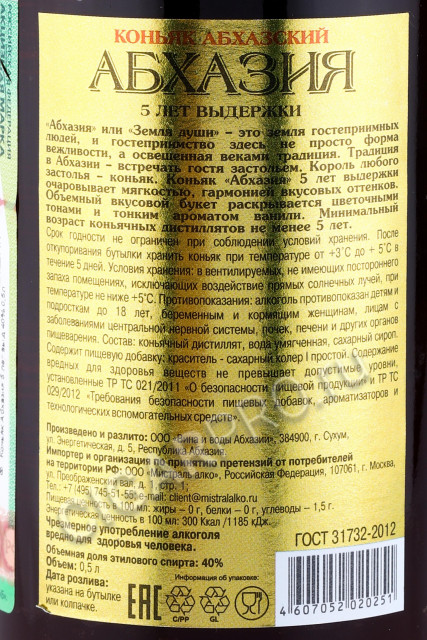 КОНЬЯК АБХАЗСКИЙ
АБХАЗИЯ
5 ЛЕТ ВЫДЕРЖКИ
"Абхазия" или "Земля души" – это земля гостеприимных
людей, и гостеприимство здесь не просто форма
вежливости, а освещенная веками традиция. Традиция
в Абхазии – встречать гостя застольем. Король любого
застолья – коньяк. Коньяк "Абхазия" 5 лет выдержки
очаровывает мягкостью, гармонией вкусовых оттенков.
Объемный вкусовой букет раскрывается цветочными
тонами и тонким ароматом ванили. Минимальный
возраст коньячных дистиллятов не менее 5 лет.
Срок годности не ограничен при соблюдении условий хранения. После
откупоривания бутылки хранить коньяк при температуре от +3°С до + 5°С в
течение 5 дней. Условия хранения: в вентилируемых, не имеющих постороннего
запаха помещениях, исключающих воздействие прямых солнечных лучей, при
температуре не ниже +5°С. Противопоказания: алкоголь противопоказан детям и
подросткам до 18 лет, беременным и кормящим женщинам, лицам с
заболеваниями центральной нервной системы, почек, печени и других органов
пищеварения. Состав: коньячный дистиллят, вода умягченная, сахарный сироп.
Содержит пищевую добавку: краситель - сахарный колер I простой. Содержание
вредных для здоровья веществ не превышает допустимые уровни,
установленные ТР ТС 021/2011 "О безопасности пищевой продукции" и ТР ТС
029/2012 "Требования безопасности пищевых добавок, ароматизаторов и
технологических вспомогательных средств".
Произведено и разлито: ООО "Вина и воды Абхазии", 384900, г. Сухум,
ул. Энергетическая, д. 5, Республика Абхазия
Импортер и организация по принятию претензий от потребителей
на территории РФ: ООО "Мистраль алко", Российская Федерация, 107061, г. Москва,
Тел.: +7 (495) 745-51-58 e-mail: client@mistralalko.ru
100 мл: жиры – 0 г, белки – 0 г, углеводы – 1,5 г.
Энергетическая ценность в 100 мл: 300 Ккал /1185 кДж.
Чрезмерное употребление алкоголя
вредно для здоровья человека.
ГОСТ 31732-2012
Объемная доля этилового спирта: 40%
Объем: 0,5 л
Дата розлива:
указана на бутылке
или колпачке.
Информация об упаковке:
EAC
C/PP
GL
4 607052 020251